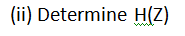 (ii) Determine H(Z)